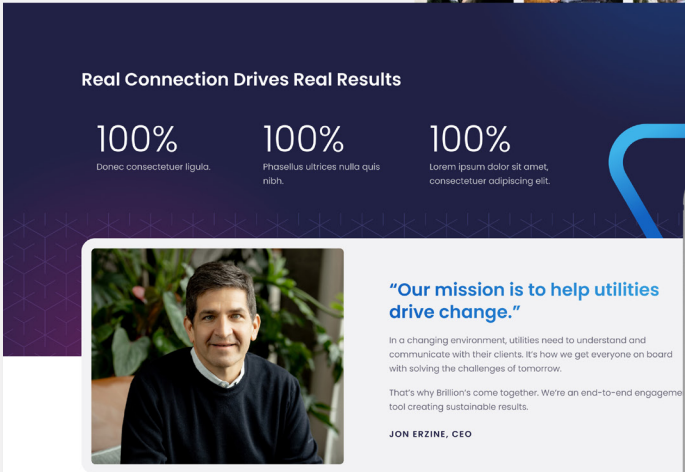 Real Connection Drives Real Results
100% 100% 100%
Donec consectetuer ligula. Phasellus ultrices nulla quis Lorem ipsum dolor sit amet,
nibh. consectetuer adipiscing elit.
“Our mission is to help utilities
drive change.”
In a changing environment, utilities need to understand and
communicate with their clients. It’s how we get everyone on board
with solving the challenges of tomorrow.
That’s why Brillion’s come together. We’re an end-to-end engageme
tool creating sustainable results.
JON ERZINE, CEO